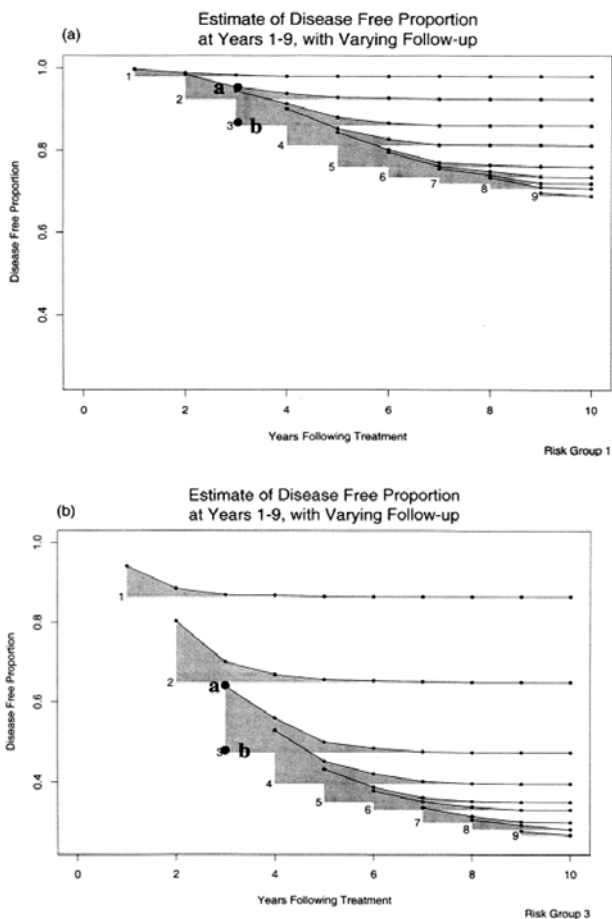 (a)
Estimate of Disease Free Proportion
at Years 1-9, with Varying Follow-up
Disease Free Proportion
1.0
0.8
0.6
0.4
1
2
3
4
5
6
7
8
9
a
b
0 2 4 6 8 10
Years Following Treatment
Risk Group 1
(b)
Estimate of Disease Free Proportion
at Years 1-9, with Varying Follow-up
Disease Free Proportion
1.0
0.8
0.6
0.4
1
2
a
3
b
4
5
6
7
8
9
0 2 4 6 8 10
Years Following Treatment
Risk Group 3